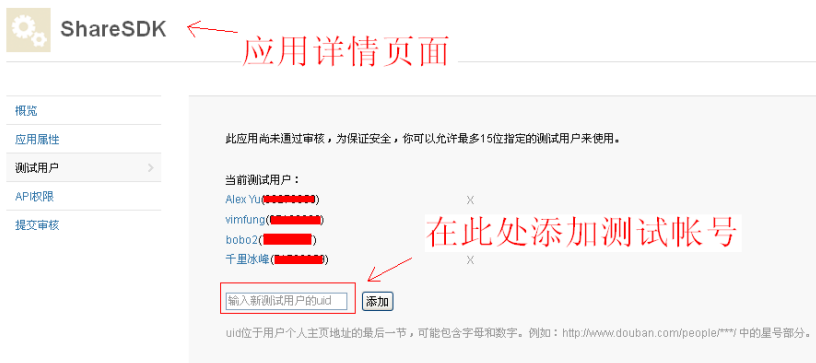 ShareSDK
应用详情页面
概览
应用属性
测试用户
API权限
提交审核
此应用尚未通过审核，为保证安全，你可以允许最多15位指定的测试用户来使用。
当前测试用户：
Alex Yu( ) X
vimfung( )
bobo2( )
千里冰峰( ) X
在此处添加测试帐号
输入新测试用户的uid 添加
uid位于用户个人主页地址的最后一节，可能包含字母和数字。例如：http://www.douban.com/people/***/ 中的星号部分。